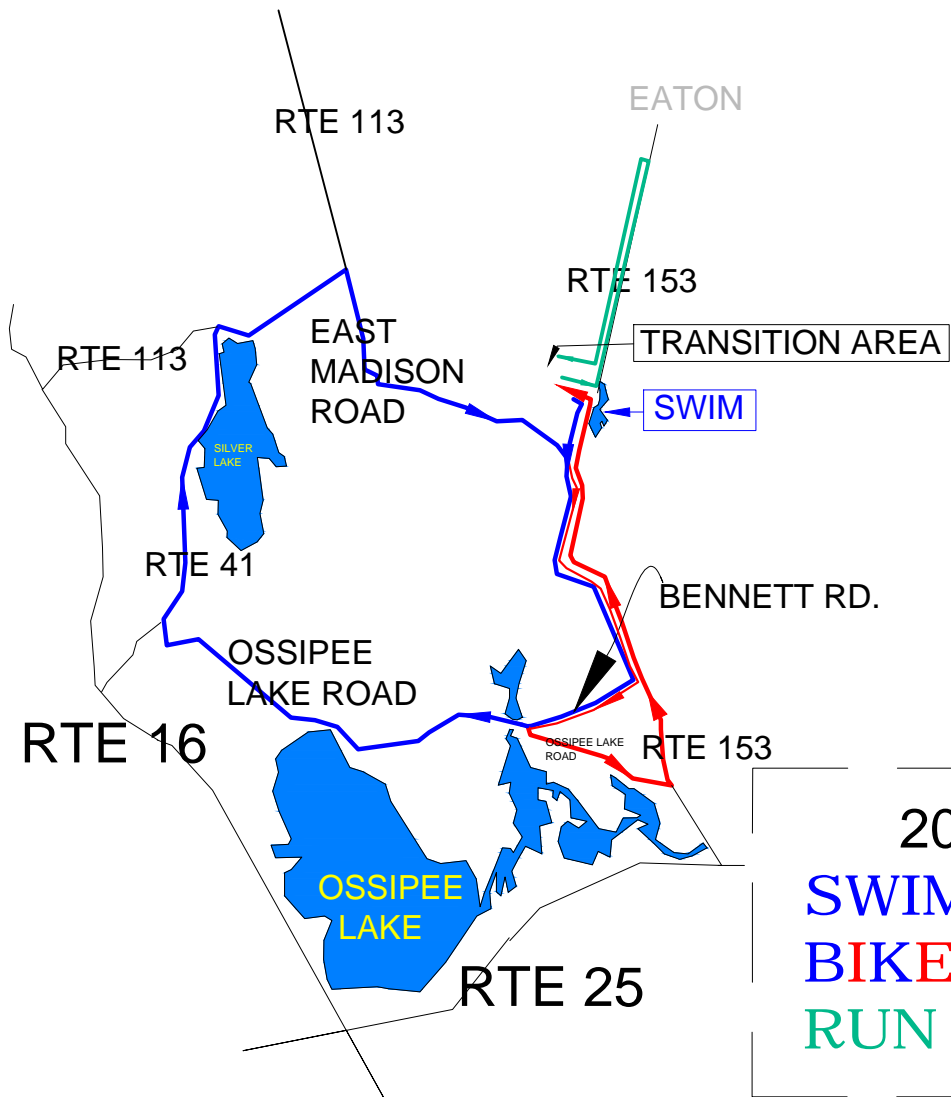 EATON
RTE 113
RTE 153
EAST
MADISON
ROAD
TRANSITION AREA
RTE 113
SWIM
SILVER
LAKE
RTE 41
BENNETT RD.
OSSIPEE
LAKE ROAD
RTE 16
OSSIPEE LAKE
ROAD
RTE 153
20
SWIM
BIKE
RUN
OSSIPEE
LAKE
RTE 25